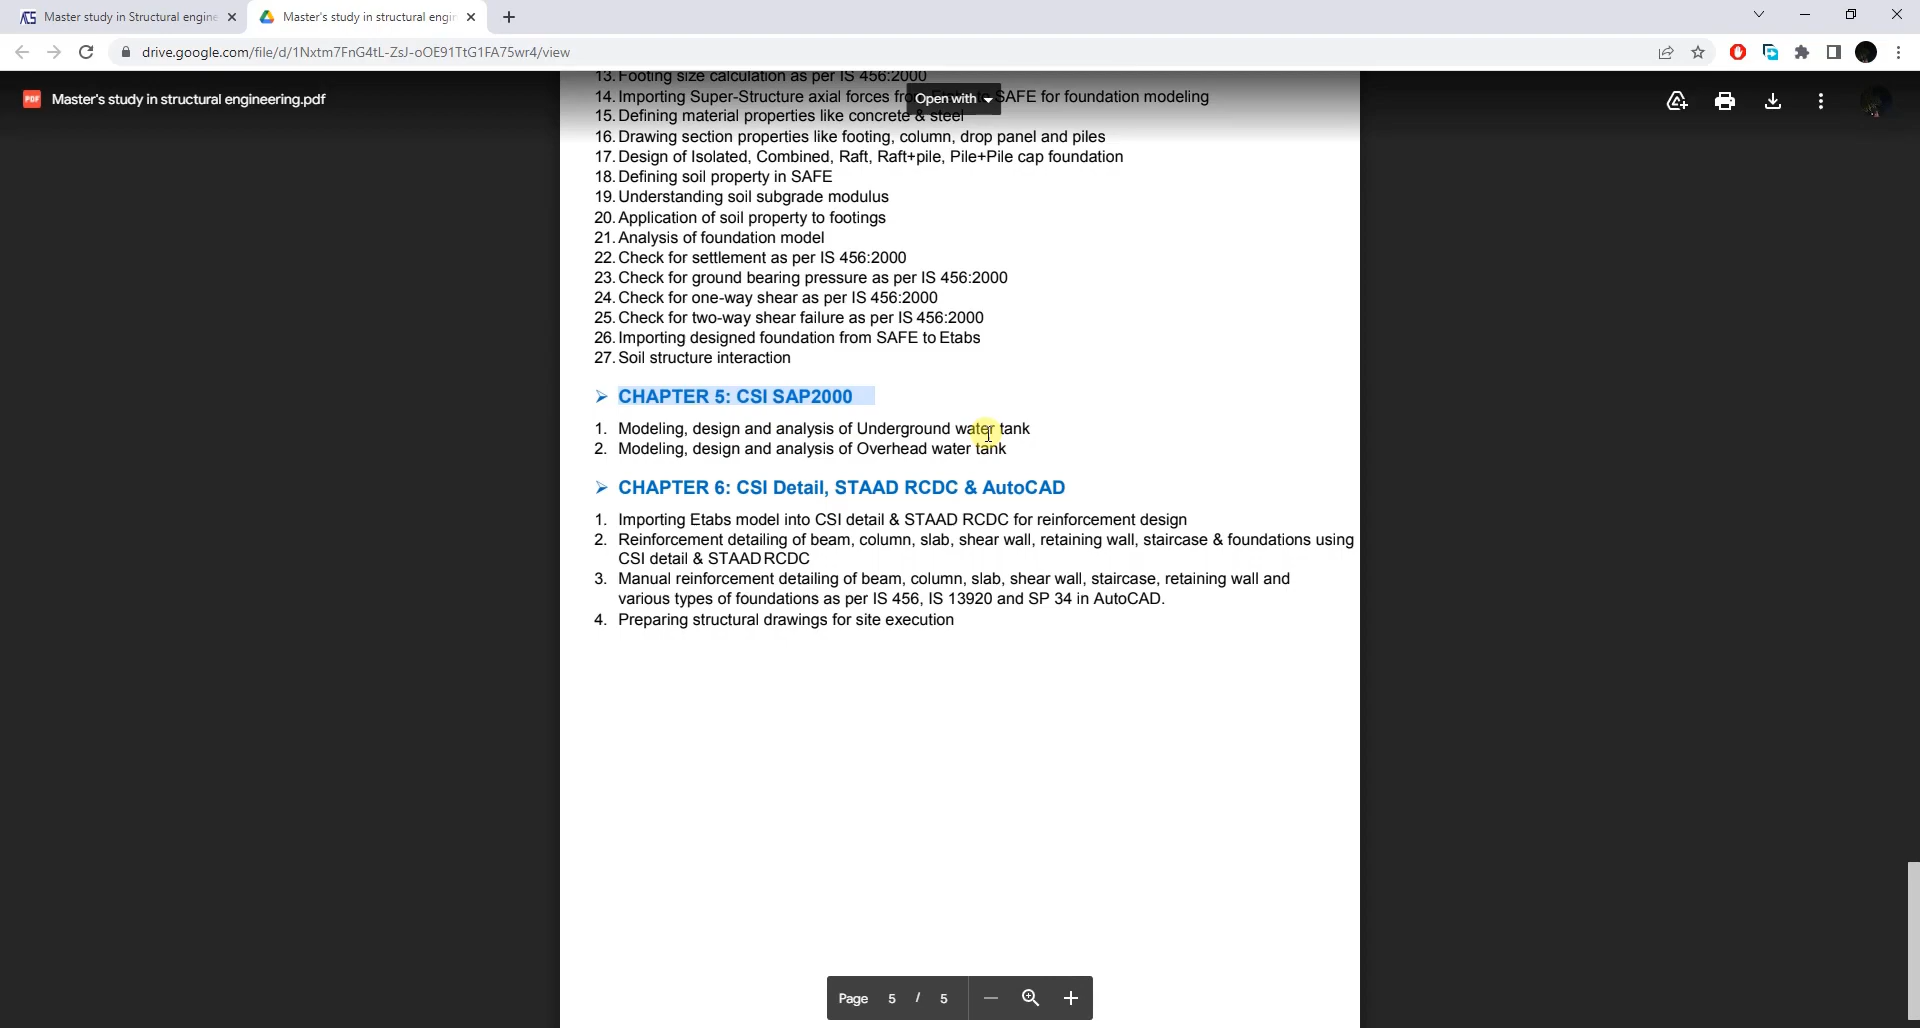 Master study in Structural engine
Master's study in structural engin
drive.google.com/file/d/1Nxtm7FnG4tL-ZsJ-oOE91TtG1FA75wr4/view
PDF Master's study in structural engineering.pdf
Open with
13. Footing size calculation as per IS 456:2000
14. Importing Super-Structure axial forces SAFE for foundation modeling
15. Defining material properties like concrete & steel
16. Drawing section properties like footing, column, drop panel and piles
17. Design of Isolated, Combined, Raft, Raft+pile, Pile+Pile cap foundation
18. Defining soil property in SAFE
19. Understanding soil subgrade modulus
20. Application of soil property to footings
21. Analysis of foundation model
22. Check for settlement as per IS 456:2000
23. Check for ground bearing pressure as per IS 456:2000
24. Check for one-way shear as per IS 456:2000
25. Check for two-way shear failure as per IS 456:2000
26. Importing designed foundation from SAFE to Etabs
27. Soil structure interaction
➢ CHAPTER 5: CSI SAP2000
1. Modeling, design and analysis of Underground water tank
2. Modeling, design and analysis of Overhead water tank
➢ CHAPTER 6: CSI Detail, STAAD RCDC & AutoCAD
1. Importing Etabs model into CSI detail & STAAD RCDC for reinforcement design
2. Reinforcement detailing of beam, column, slab, shear wall, retaining wall, staircase & foundations using
CSI detail & STAAD RCDC
3. Manual reinforcement detailing of beam, column, slab, shear wall, staircase, retaining wall and
various types of foundations as per IS 456, IS 13920 and SP 34 in AutoCAD.
4. Preparing structural drawings for site execution
Page 5 / 5